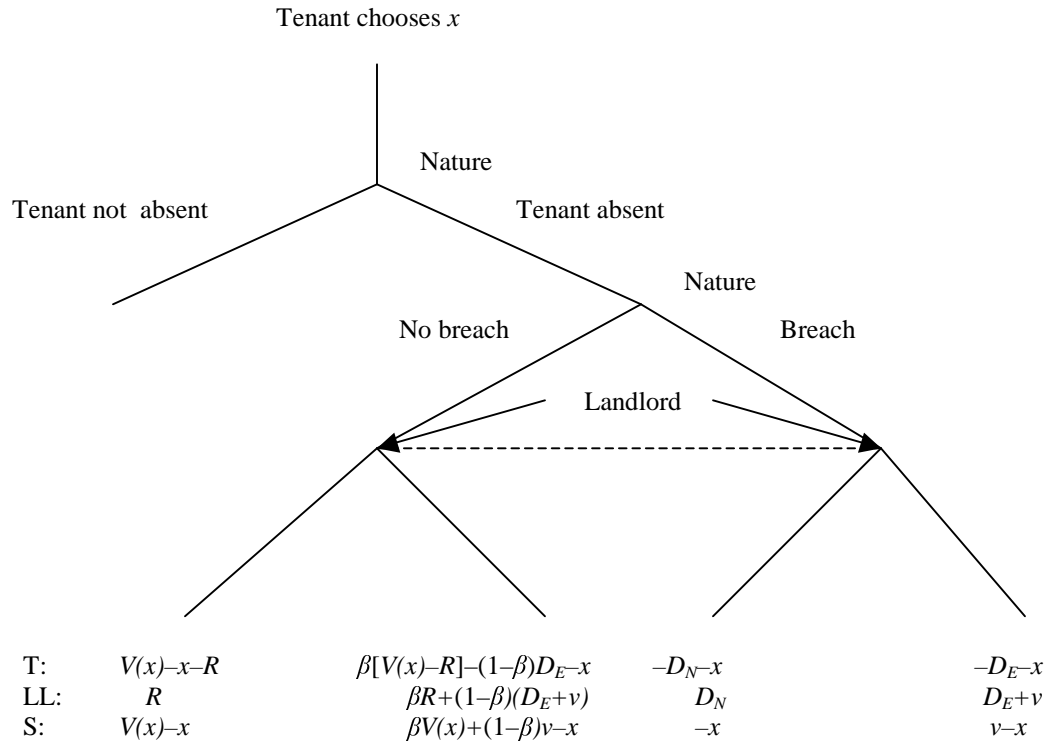 Tenant chooses x
Nature
Tenant not absent
Tenant absent
Nature
No breach
Breach
Landlord
T: V(x)–x–R β[V(x)–R]–(1–β)D_E–x –D_N–x –D_E–x
LL: R βR+(1–β)(D_E+v) D_N D_E+v
S: V(x)–x βV(x)+(1–β)v–x –x v–x